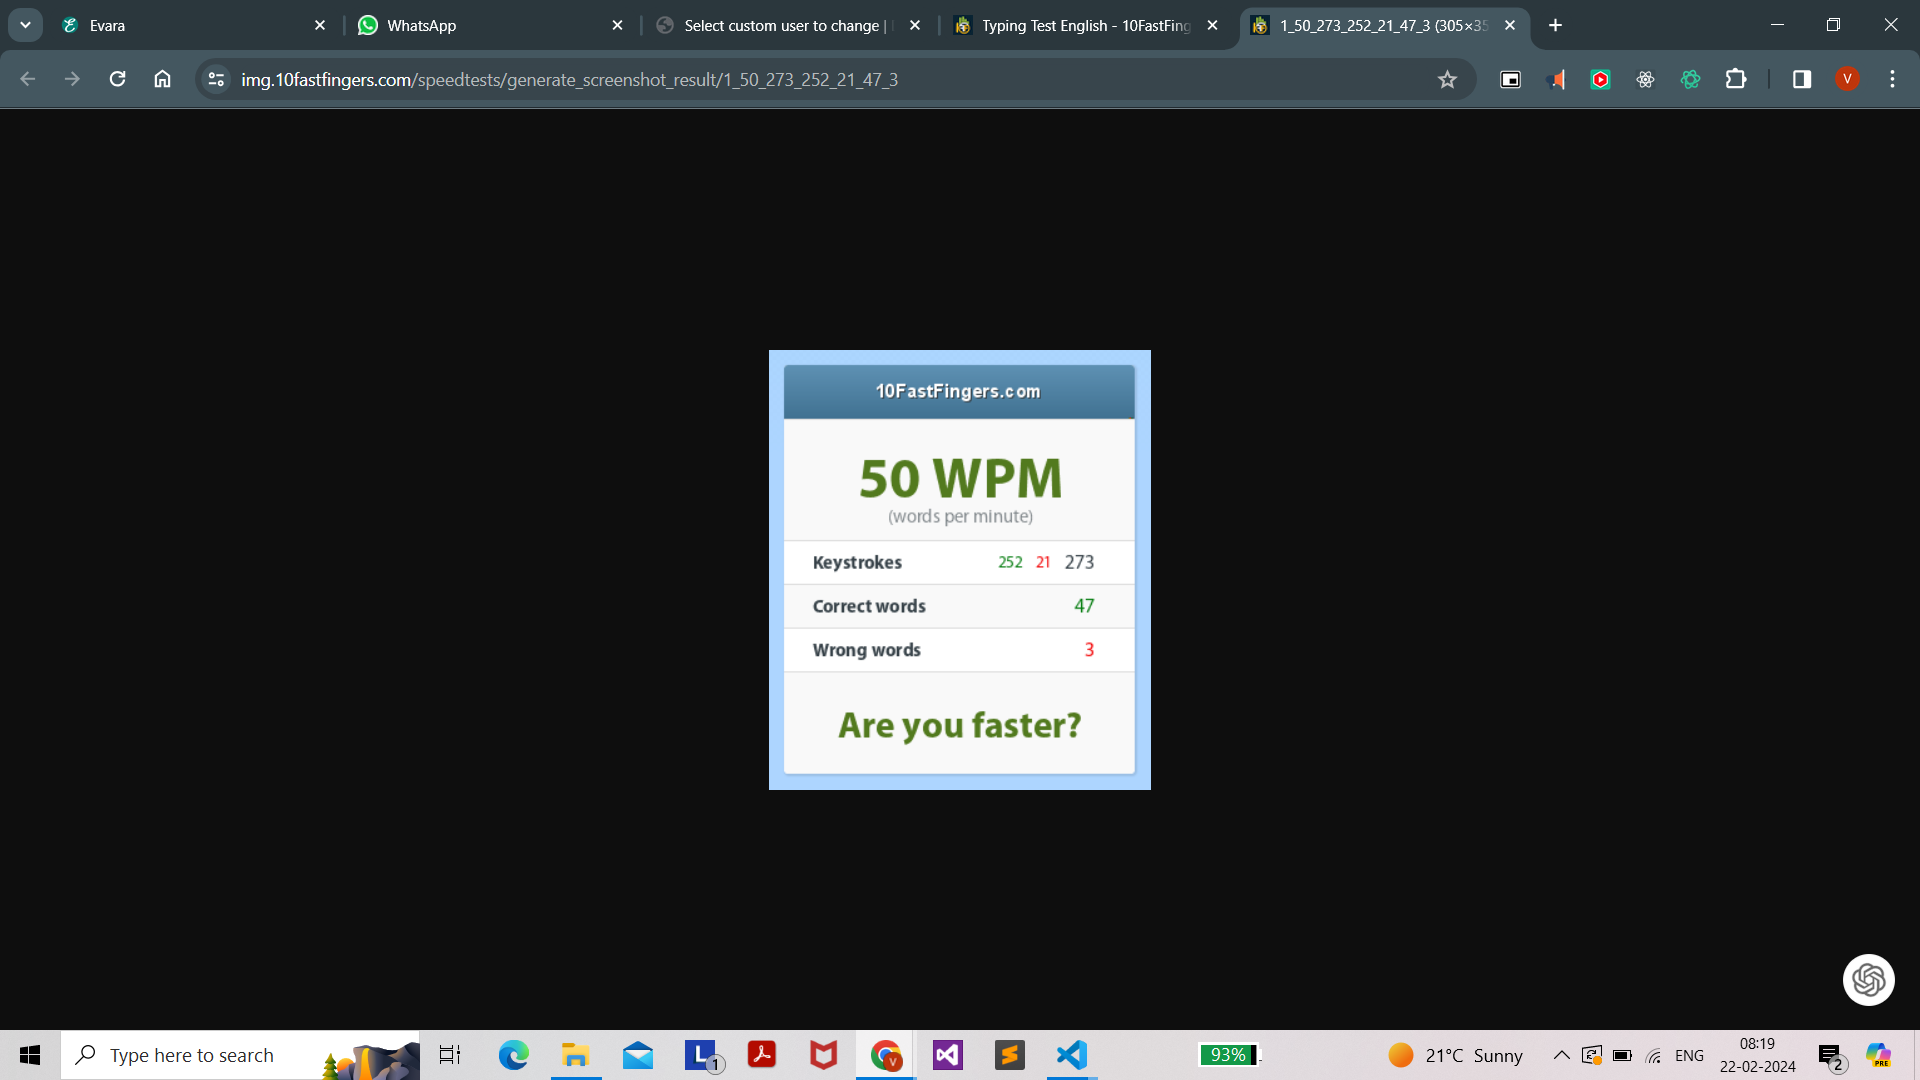 Evara
WhatsApp
Select custom user to change |
Typing Test English - 10FastFing
1_50_273_252_21_47_3 (305×35
img.10fastfingers.com/speedtests/generate_screenshot_result/1_50_273_252_21_47_3
V
10FastFingers.com
50 WPM
(words per minute)
Keystrokes 252 21 273
Correct words 47
Wrong words 3
Are you faster?
Type here to search
L
1
V
93%
21°C Sunny
ENG
08:19
22-02-2024
2
PRE